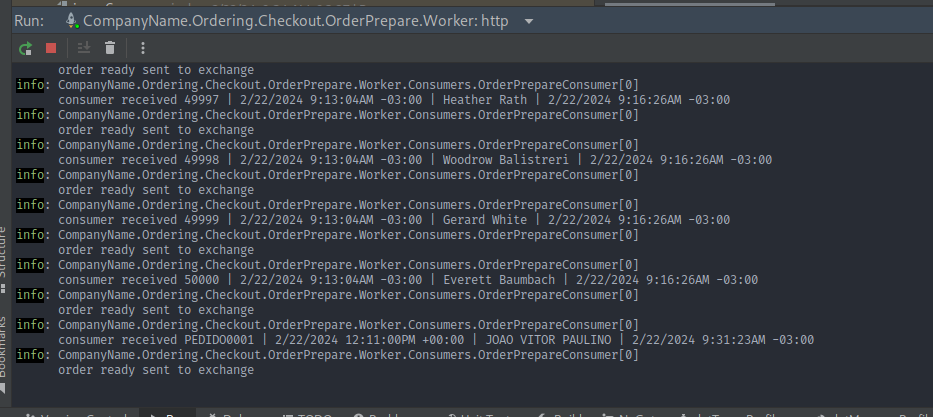 Run: CompanyName.Ordering.Checkout.OrderPrepare.Worker: http
order ready sent to exchange
info: CompanyName.Ordering.Checkout.OrderPrepare.Worker.Consumers.OrderPrepareConsumer[0]
consumer received 49997 | 2/22/2024 9:13:04AM -03:00 | Heather Rath | 2/22/2024 9:16:26AM -03:00
info: CompanyName.Ordering.Checkout.OrderPrepare.Worker.Consumers.OrderPrepareConsumer[0]
order ready sent to exchange
info: CompanyName.Ordering.Checkout.OrderPrepare.Worker.Consumers.OrderPrepareConsumer[0]
consumer received 49998 | 2/22/2024 9:13:04AM -03:00 | Woodrow Balistreri | 2/22/2024 9:16:26AM -03:00
info: CompanyName.Ordering.Checkout.OrderPrepare.Worker.Consumers.OrderPrepareConsumer[0]
order ready sent to exchange
info: CompanyName.Ordering.Checkout.OrderPrepare.Worker.Consumers.OrderPrepareConsumer[0]
consumer received 49999 | 2/22/2024 9:13:04AM -03:00 | Gerard White | 2/22/2024 9:16:26AM -03:00
info: CompanyName.Ordering.Checkout.OrderPrepare.Worker.Consumers.OrderPrepareConsumer[0]
order ready sent to exchange
info: CompanyName.Ordering.Checkout.OrderPrepare.Worker.Consumers.OrderPrepareConsumer[0]
consumer received 50000 | 2/22/2024 9:13:04AM -03:00 | Everett Baumbach | 2/22/2024 9:16:26AM -03:00
info: CompanyName.Ordering.Checkout.OrderPrepare.Worker.Consumers.OrderPrepareConsumer[0]
order ready sent to exchange
info: CompanyName.Ordering.Checkout.OrderPrepare.Worker.Consumers.OrderPrepareConsumer[0]
consumer received PEDIDO0001 | 2/22/2024 12:11:00PM +00:00 | JOAO VITOR PAULINO | 2/22/2024 9:31:23AM -03:00
info: CompanyName.Ordering.Checkout.OrderPrepare.Worker.Consumers.OrderPrepareConsumer[0]
order ready sent to exchange
Structure